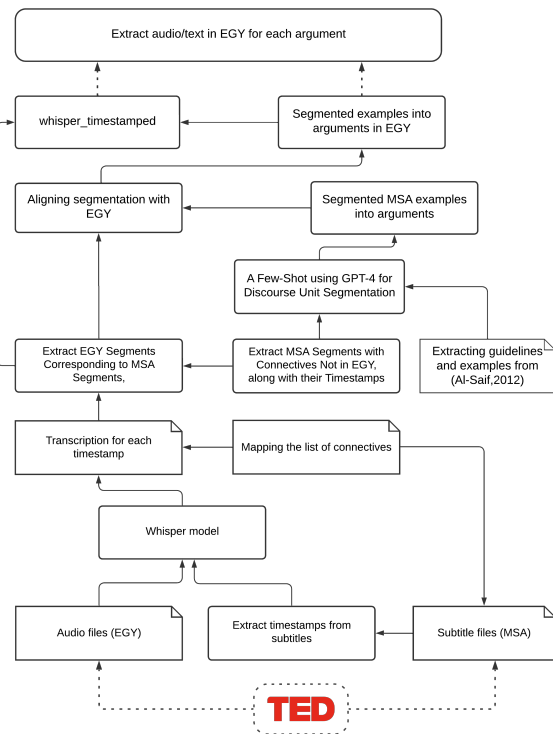 Extract audio/text in EGY for each argument
whisper_timestamped
Segmented examples into
arguments in EGY
Aligning segmentation with
EGY
Segmented MSA examples
into arguments
A Few-Shot using GPT-4 for
Discourse Unit Segmentation
Extract EGY Segments
Corresponding to MSA
Segments,
Extract MSA Segments with
Connectives Not in EGY,
along with their Timestamps
Extracting guidelines
and examples from
(Al-Saif,2012)
Transcription for each
timestamp
Mapping the list of connectives
Whisper model
Audio files (EGY)
Extract timestamps from
subtitles
Subtitle files (MSA)
TED